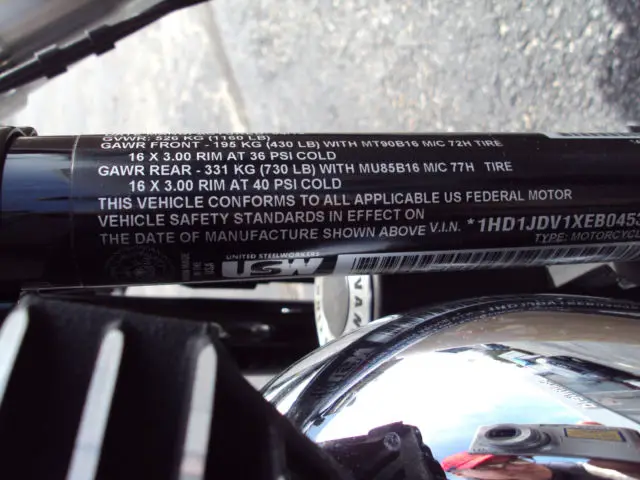 GVWR: 526 KG (1160 LB)
GAWR FRONT - 195 KG (430 LB) WITH MT90B16 M/C 72H TIRE
16 X 3.00 RIM AT 36 PSI COLD
GAWR REAR - 331 KG (730 LB) WITH MU85B16 M/C 77H TIRE
16 X 3.00 RIM AT 40 PSI COLD
THIS VEHICLE CONFORMS TO ALL APPLICABLE US FEDERAL MOTOR
VEHICLE SAFETY STANDARDS IN EFFECT ON
THE DATE OF MANUFACTURE SHOWN ABOVE V.I.N. *1HD1JDV1XEB045
TYPE: MOTORCYCL
UNITED STEELWORKERS
USW